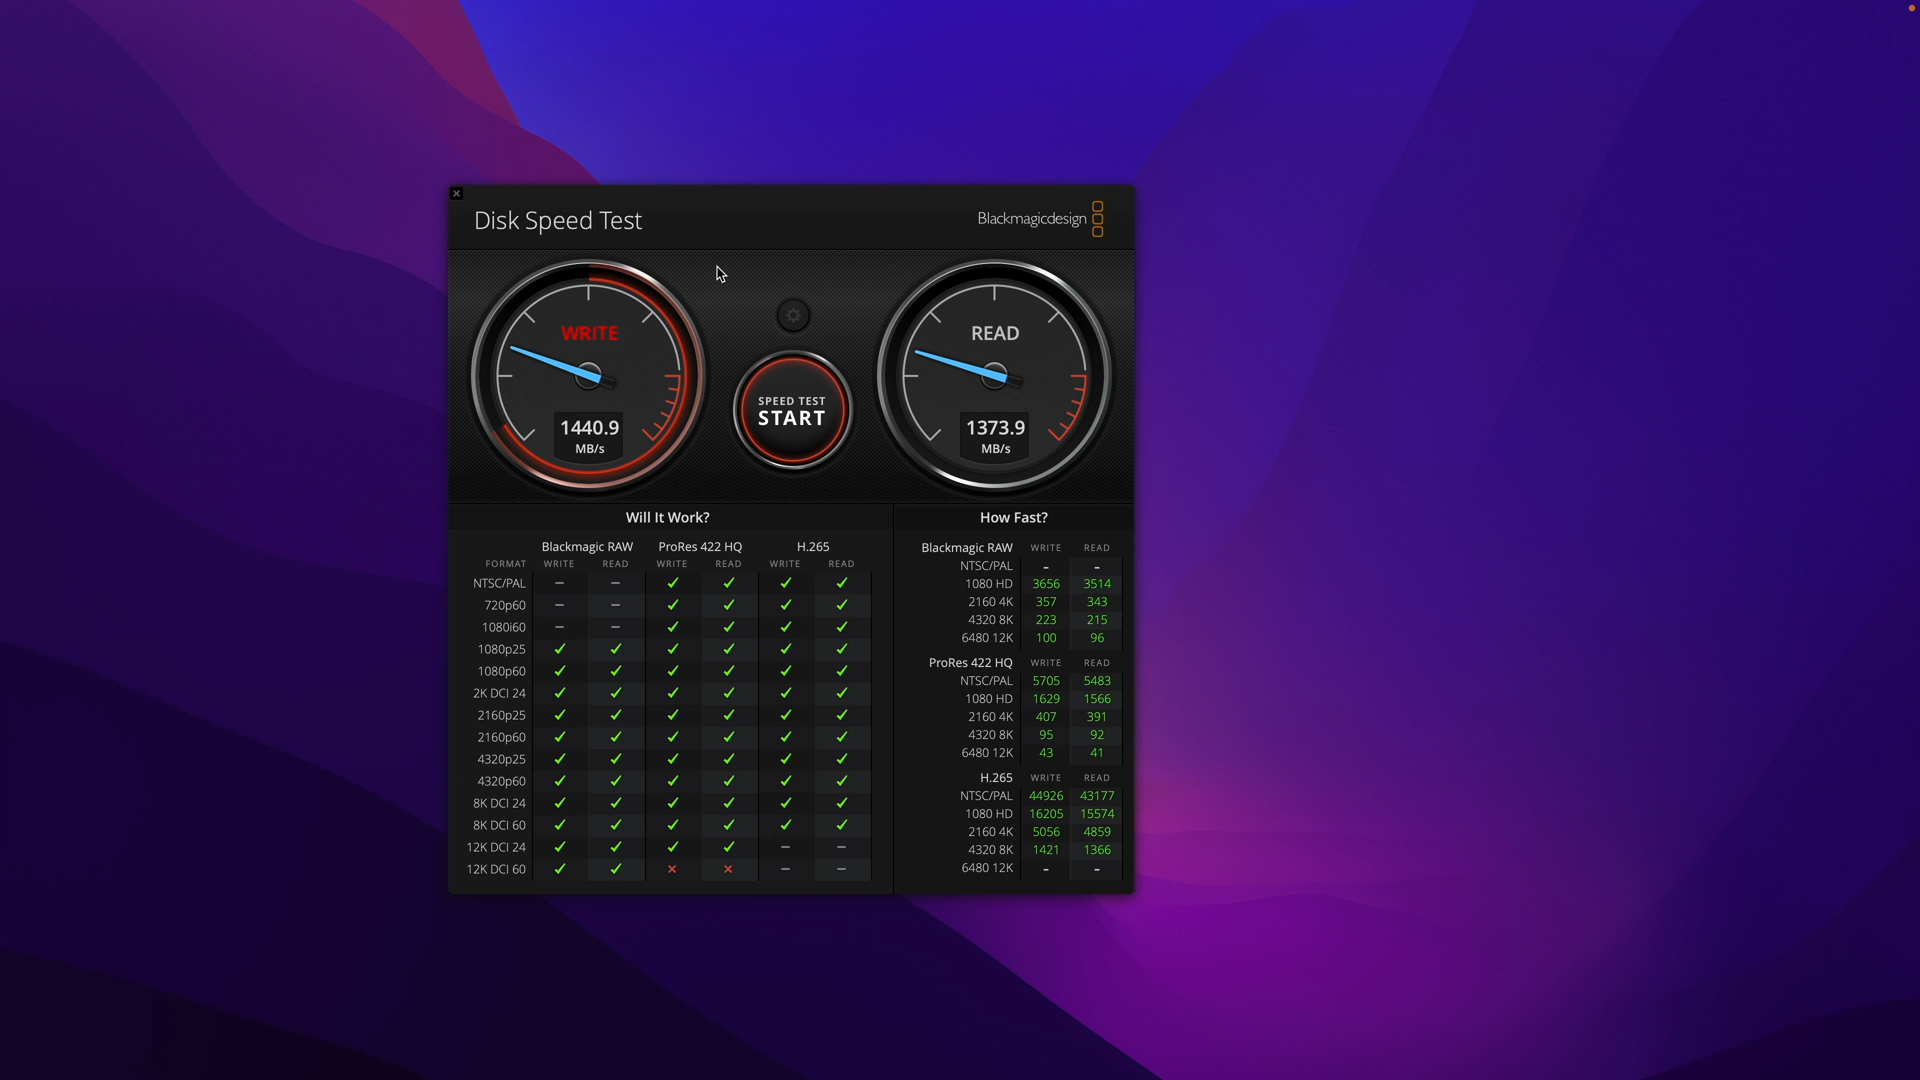 Disk Speed Test
Blackmagicdesign
WRITE
1440.9
MB/s
SPEED TEST
START
READ
1373.9
MB/s
Will It Work?
Blackmagic RAW ProRes 422 HQ H.265
FORMAT WRITE READ WRITE READ WRITE READ
NTSC/PAL – – ✓ ✓ ✓ ✓
720p60 – – ✓ ✓ ✓ ✓
1080i60 – – ✓ ✓ ✓ ✓
1080p25 ✓ ✓ ✓ ✓ ✓ ✓
1080p60 ✓ ✓ ✓ ✓ ✓ ✓
2K DCI 24 ✓ ✓ ✓ ✓ ✓ ✓
2160p25 ✓ ✓ ✓ ✓ ✓ ✓
2160p60 ✓ ✓ ✓ ✓ ✓ ✓
4320p25 ✓ ✓ ✓ ✓ ✓ ✓
4320p60 ✓ ✓ ✓ ✓ ✓ ✓
8K DCI 24 ✓ ✓ ✓ ✓ ✓ ✓
8K DCI 60 ✓ ✓ ✓ ✓ ✓ ✓
12K DCI 24 ✓ ✓ ✓ ✓ – –
12K DCI 60 ✓ ✓ × × – –
How Fast?
Blackmagic RAW WRITE READ
NTSC/PAL - -
1080 HD 3656 3514
2160 4K 357 343
4320 8K 223 215
6480 12K 100 96
ProRes 422 HQ WRITE READ
NTSC/PAL 5705 5483
1080 HD 1629 1566
2160 4K 407 391
4320 8K 95 92
6480 12K 43 41
H.265 WRITE READ
NTSC/PAL 44926 43177
1080 HD 16205 15574
2160 4K 5056 4859
4320 8K 1421 1366
6480 12K - -